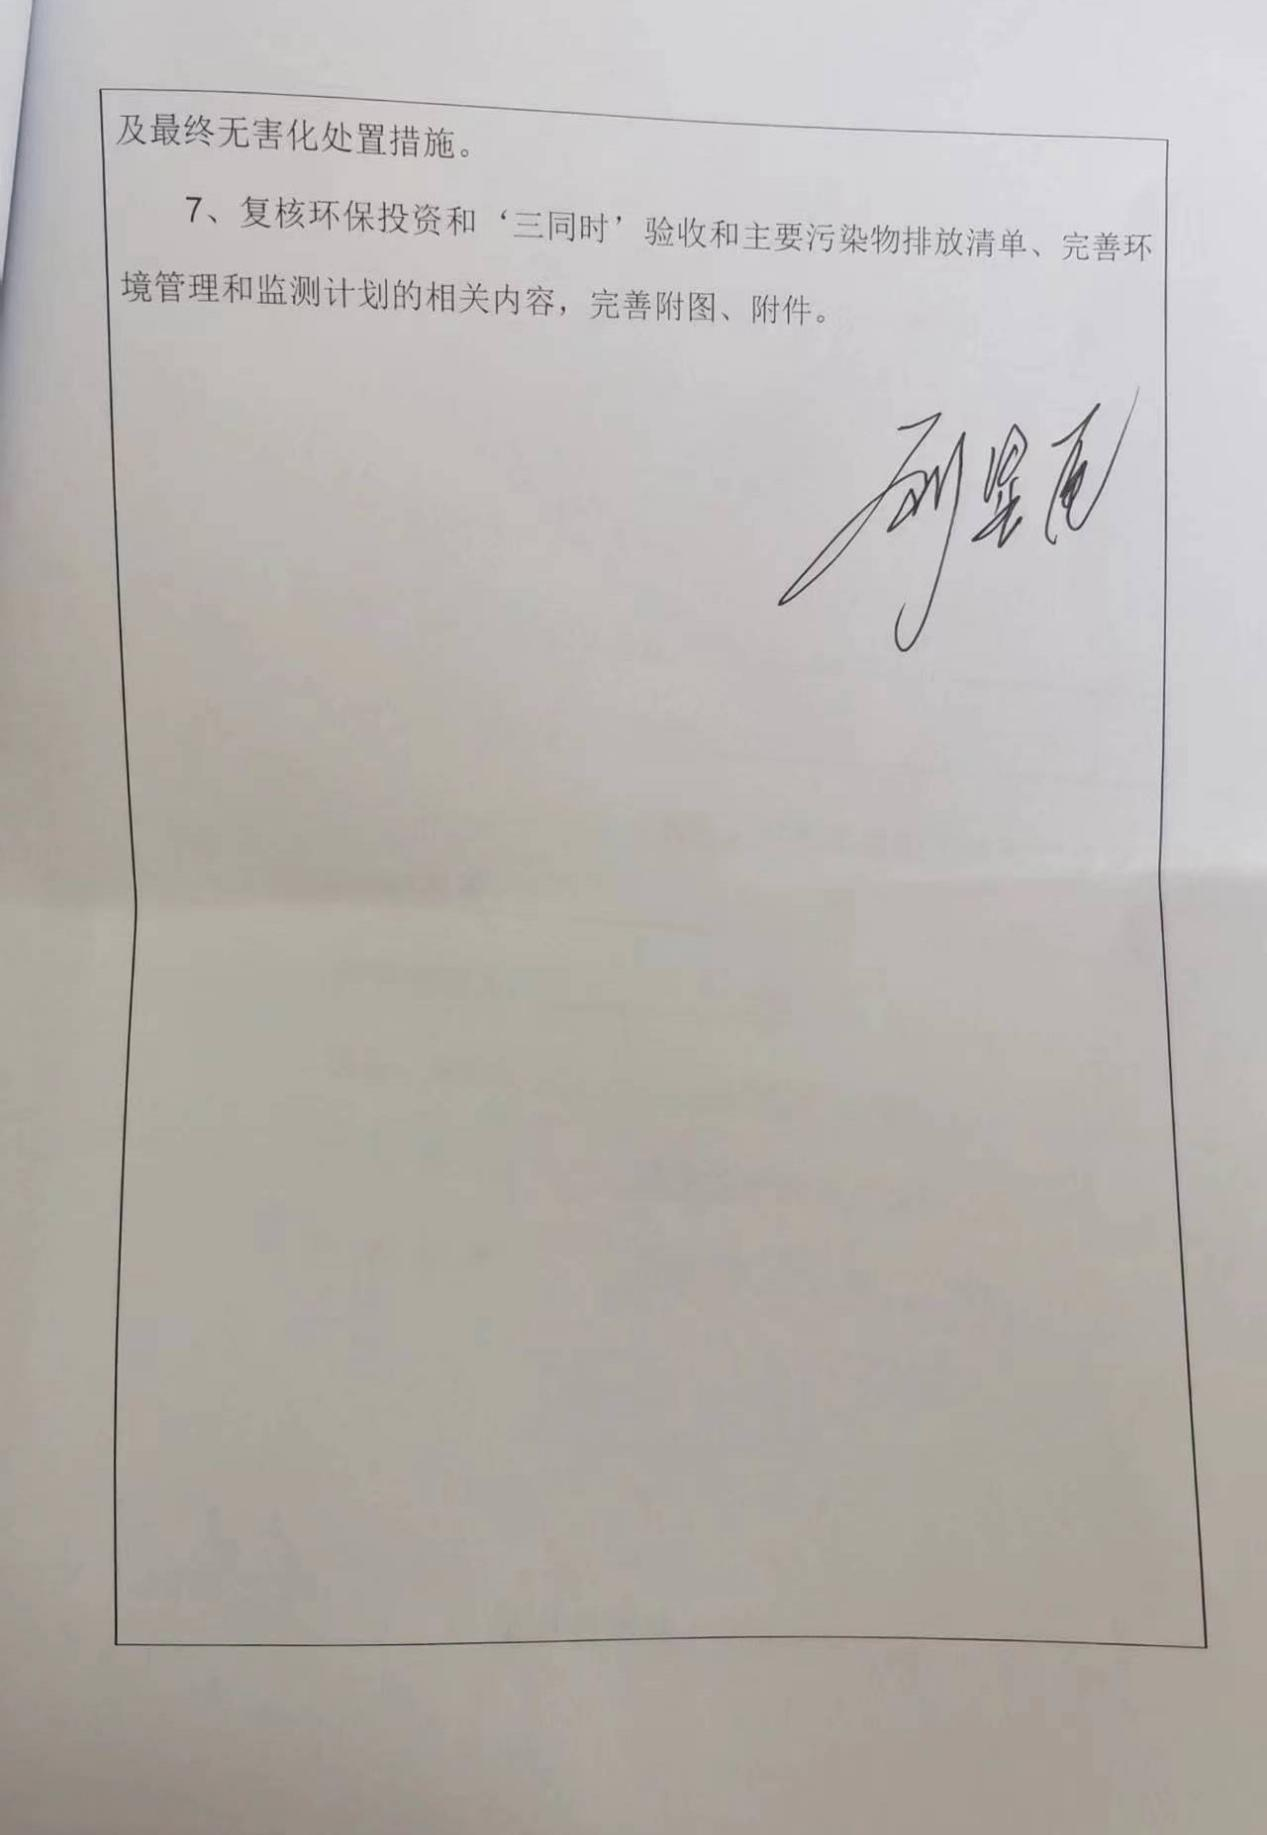 及最终无害化处置措施。
7、复核环保投资和‘三同时’验收和主要污染物排放清单、完善环
境管理和监测计划的相关内容，完善附图、附件。